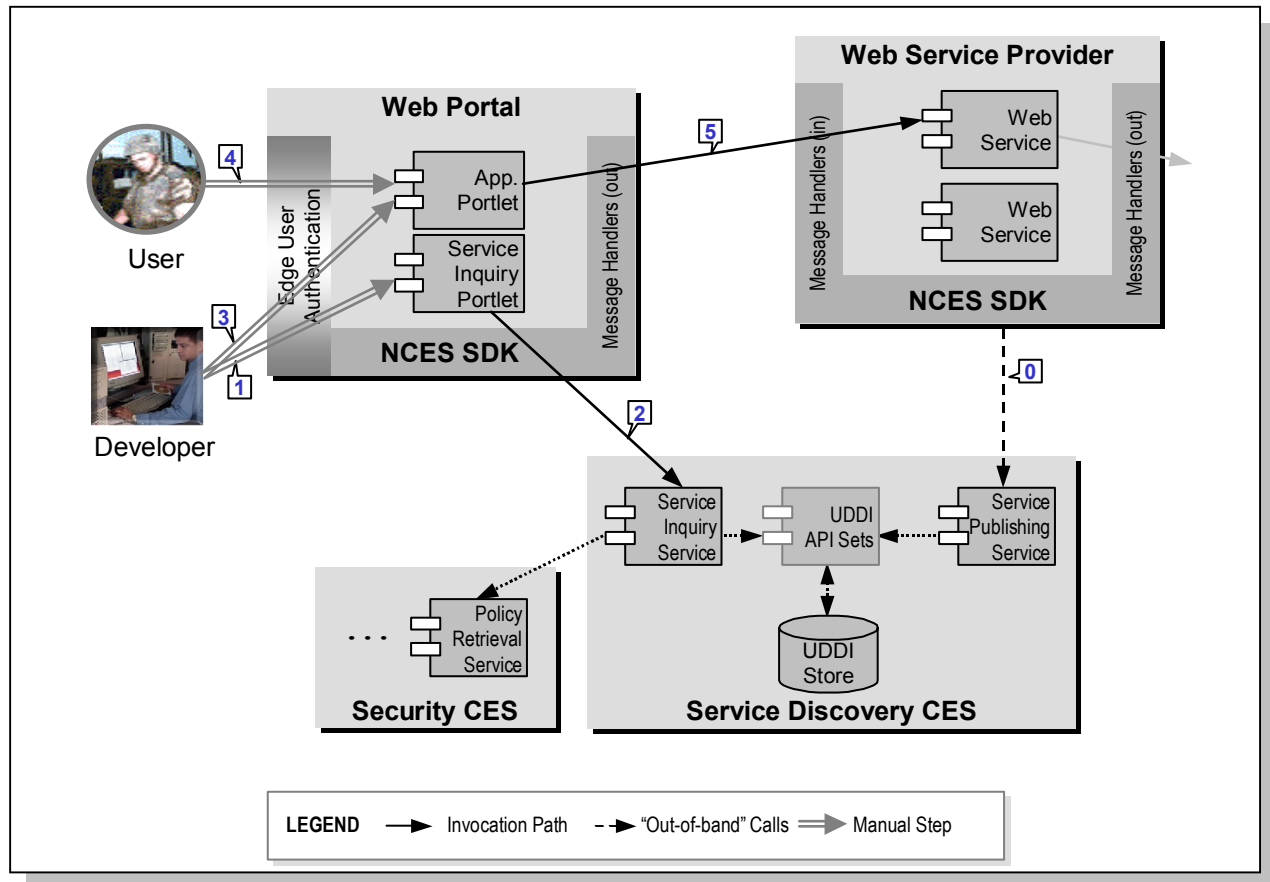 Web Service Provider
Web Portal
Message Handlers (in)
Web
Service
Message Handlers (out)
Web
Service
NCES SDK
5
4
User
Edge User
Authentication
App.
Portlet
Service
Inquiry
Portlet
Message Handlers (out)
NCES SDK
3
1
Developer
0
2
Service
Inquiry
Service
UDDI
API Sets
Service
Publishing
Service
UDDI
Store
Service Discovery CES
. . .
Policy
Retrieval
Service
Security CES
LEGEND Invocation Path “Out-of-band” Calls Manual Step